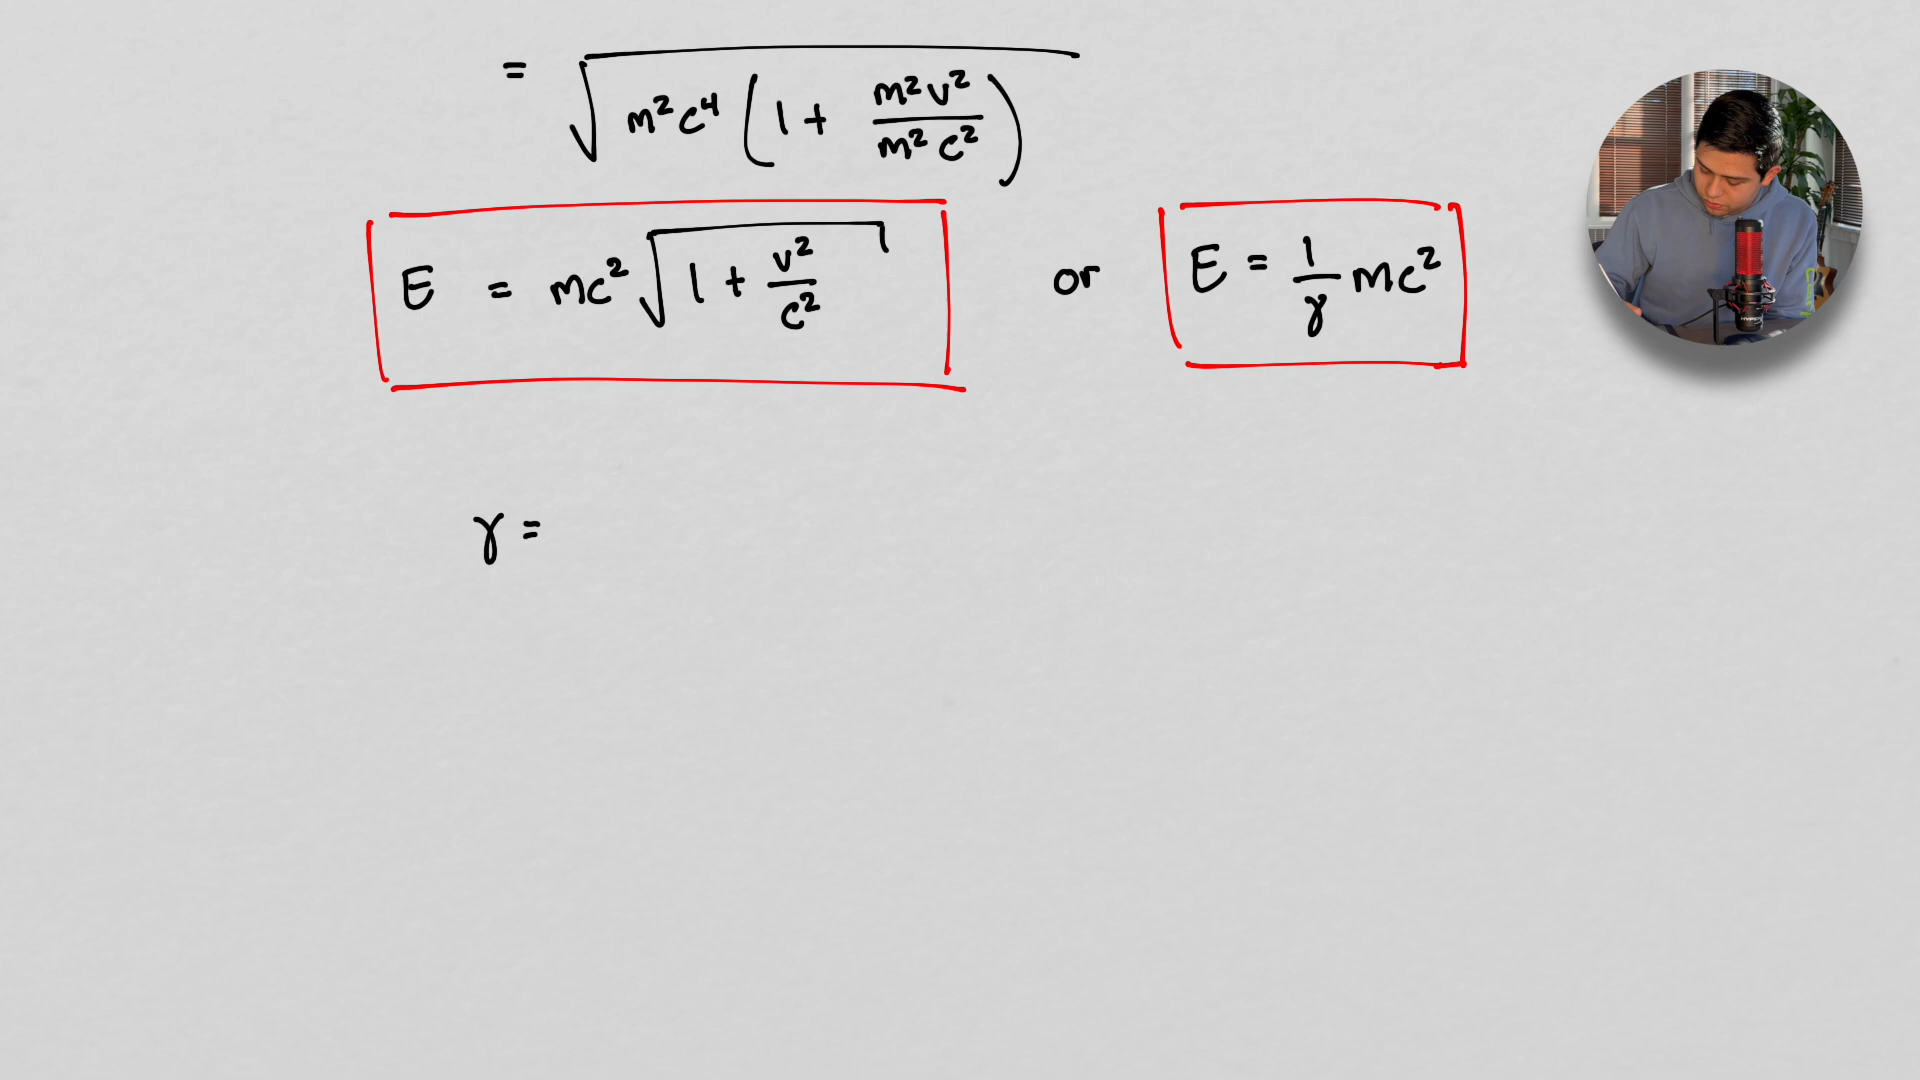 = √(m²c⁴(1 + m²v²/m²c²))
E = mc²√(1 + v²/c²) or E = 1/γ mc²
γ =